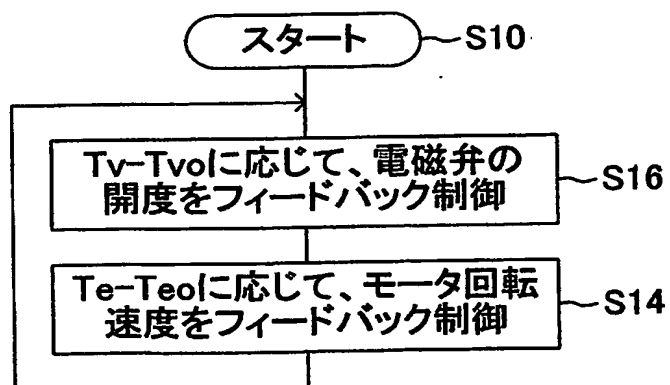 スタート S10
Tv-Tvoに応じて、電磁弁の
開度をフィードバック制御 S16
Te-Teoに応じて、モータ回転
速度をフィードバック制御 S14